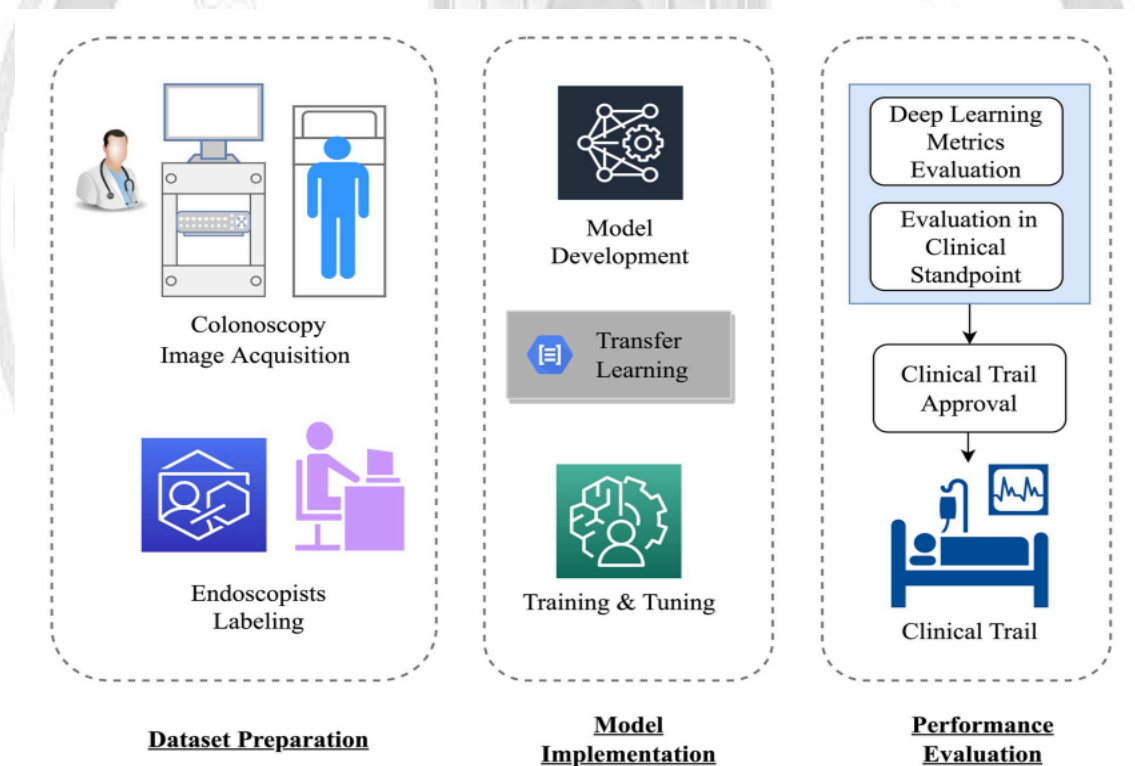 Colonoscopy
Image Acquisition
Endoscopists
Labeling
Dataset Preparation
Model
Development
Transfer
Learning
Training & Tuning
Model
Implementation
Deep Learning
Metrics
Evaluation
Evaluation in
Clinical
Standpoint
Clinical Trail
Approval
Clinical Trail
Performance
Evaluation